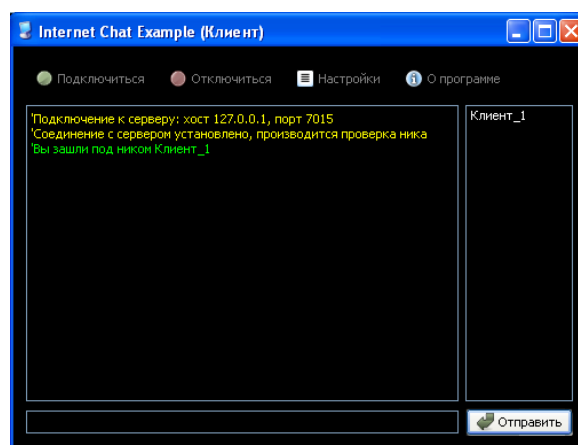 Internet Chat Example (Клиент)
Подключиться Отключиться Настройки О программе
'Подключение к серверу: хост 127.0.0.1, порт 7015
'Соединение с сервером установлено, производится проверка ника
'Вы зашли под ником Клиент_1
Клиент_1
Отправить